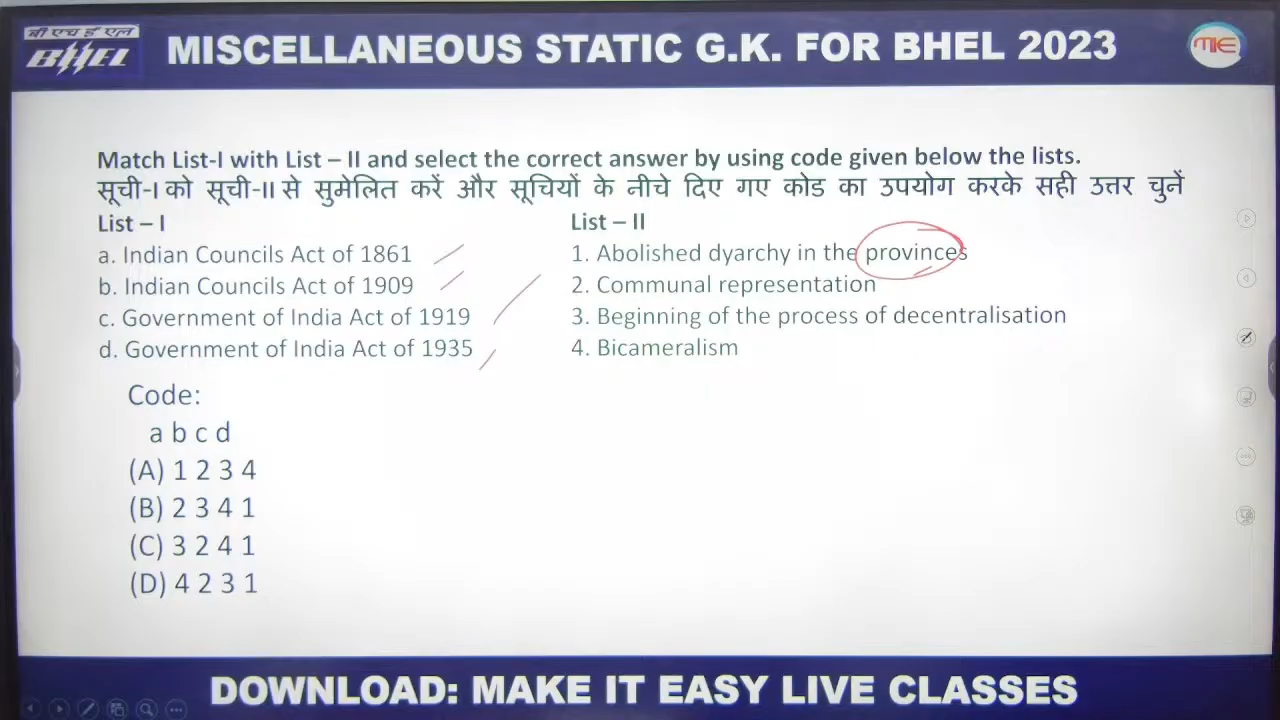 बी एच ई एल
BHEL
MISCELLANEOUS STATIC G.K. FOR BHEL 2023
MIE
Match List-I with List – II and select the correct answer by using code given below the lists.
सूची-I को सूची-II से सुमेलित करें और सूचियों के नीचे दिए गए कोड का उपयोग करके सही उत्तर चुनें
List – I
List – II
a. Indian Councils Act of 1861
1. Abolished dyarchy in the provinces
b. Indian Councils Act of 1909
2. Communal representation
c. Government of India Act of 1919
3. Beginning of the process of decentralisation
d. Government of India Act of 1935
4. Bicameralism
Code:
a b c d
(A) 1 2 3 4
(B) 2 3 4 1
(C) 3 2 4 1
(D) 4 2 3 1
DOWNLOAD: MAKE IT EASY LIVE CLASSES